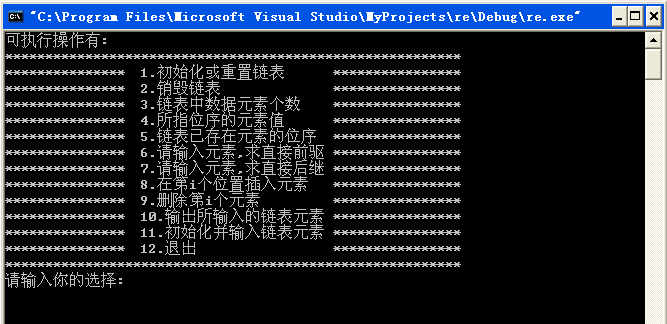 "C:\Program Files\Microsoft Visual Studio\MyProjects\re\Debug\re.exe"
可执行操作有:
*********************************************************
*************** 1.初始化或重置链表 ****************
*************** 2.销毁链表 ****************
*************** 3.链表中数据元素个数 ****************
*************** 4.所指位序的元素值 ****************
*************** 5.链表已存在元素的位序 ****************
*************** 6.请输入元素,求直接前驱 ****************
*************** 7.请输入元素,求直接后继 ****************
*************** 8.在第i个位置插入元素 ****************
*************** 9.删除第i个元素 ****************
*************** 10.输出所输入的链表元素 ****************
*************** 11.初始化并输入链表元素 ****************
*************** 12.退出 ****************
*********************************************************
请输入你的选择: